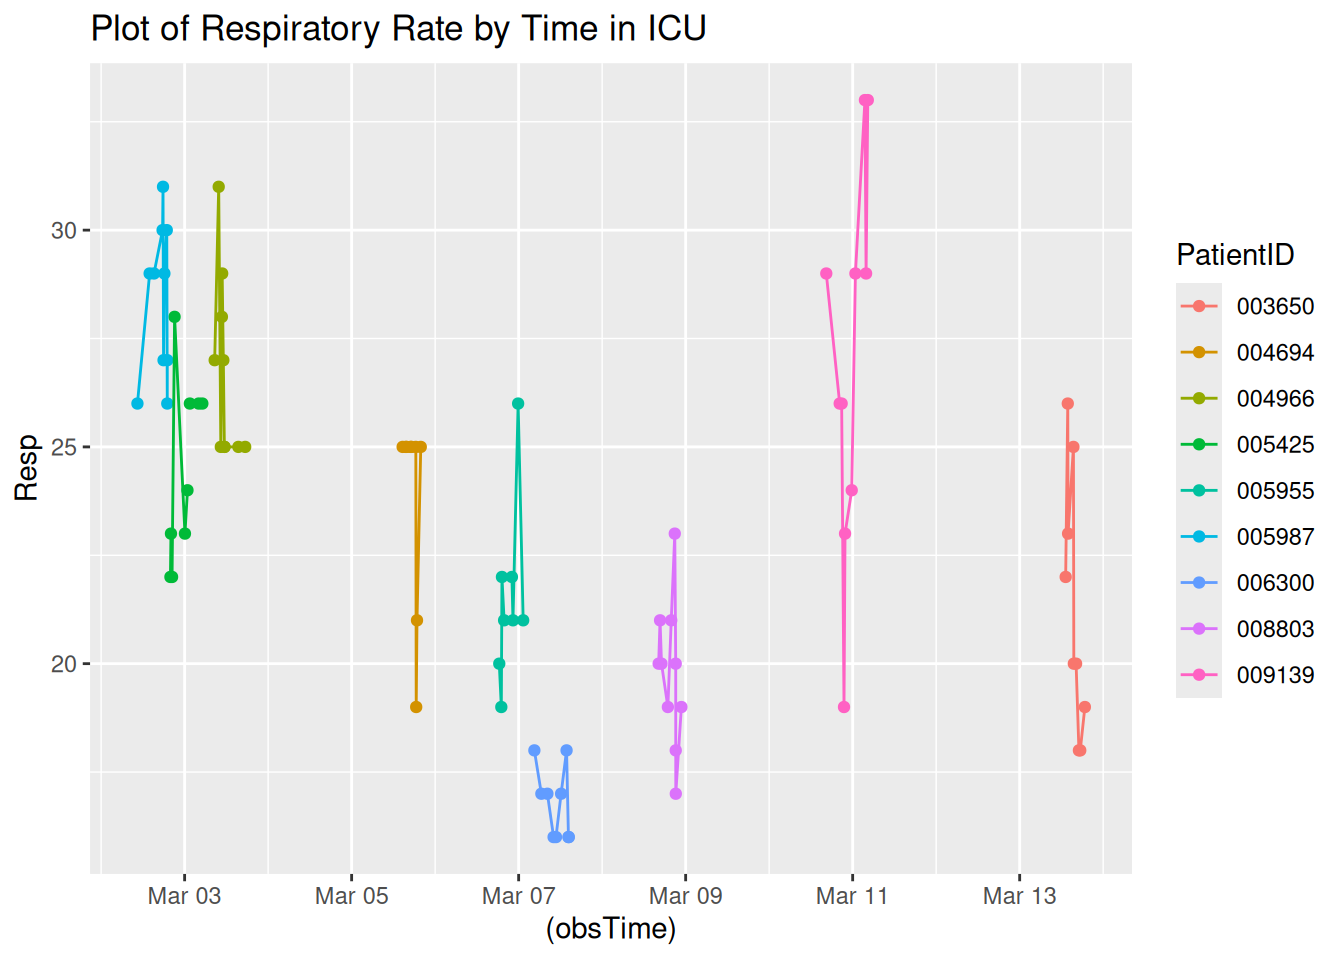 Plot of Respiratory Rate by Time in ICU
Resp
30
25
20
Mar 03
Mar 05
Mar 07
Mar 09
Mar 11
Mar 13
(obsTime)
PatientID
003650
004694
004966
005425
005955
005987
006300
008803
009139